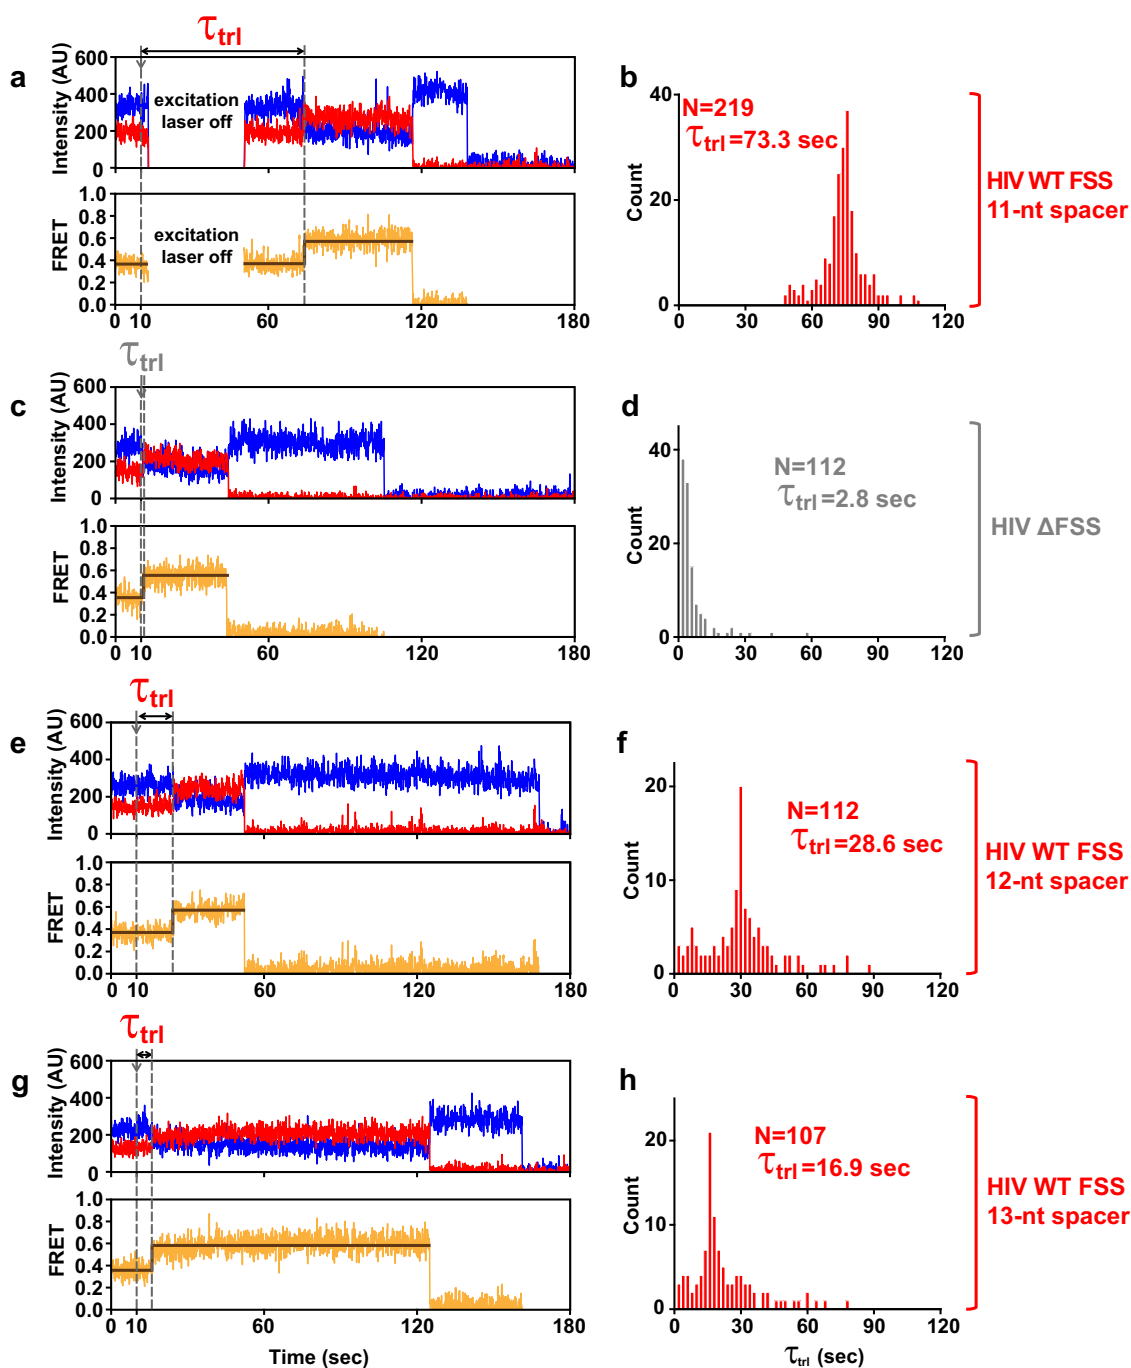 τtrl
a
Intensity (AU)
600
400
200
0
excitation
laser off
FRET
1.0
0.8
0.6
0.4
0.2
0.0
excitation
laser off
0 10 60 120 180
b
Count
40
20
0
N=219
τtrl=73.3 sec
0 30 60 90 120
HIV WT FSS
11-nt spacer
τtrl
c
Intensity (AU)
600
400
200
0
FRET
1.0
0.8
0.6
0.4
0.2
0.0
0 10 60 120 180
d
Count
40
20
0
N=112
τtrl=2.8 sec
0 30 60 90 120
HIV ΔFSS
τtrl
e
Intensity (AU)
600
400
200
0
FRET
1.0
0.8
0.6
0.4
0.2
0.0
0 10 60 120 180
f
Count
20
10
0
N=112
τtrl=28.6 sec
0 30 60 90 120
HIV WT FSS
12-nt spacer
τtrl
g
Intensity (AU)
600
400
200
0
FRET
1.0
0.8
0.6
0.4
0.2
0.0
0 10 60 120 180
Time (sec)
h
Count
20
10
0
N=107
τtrl=16.9 sec
0 30 60 90 120
τtrl (sec)
HIV WT FSS
13-nt spacer